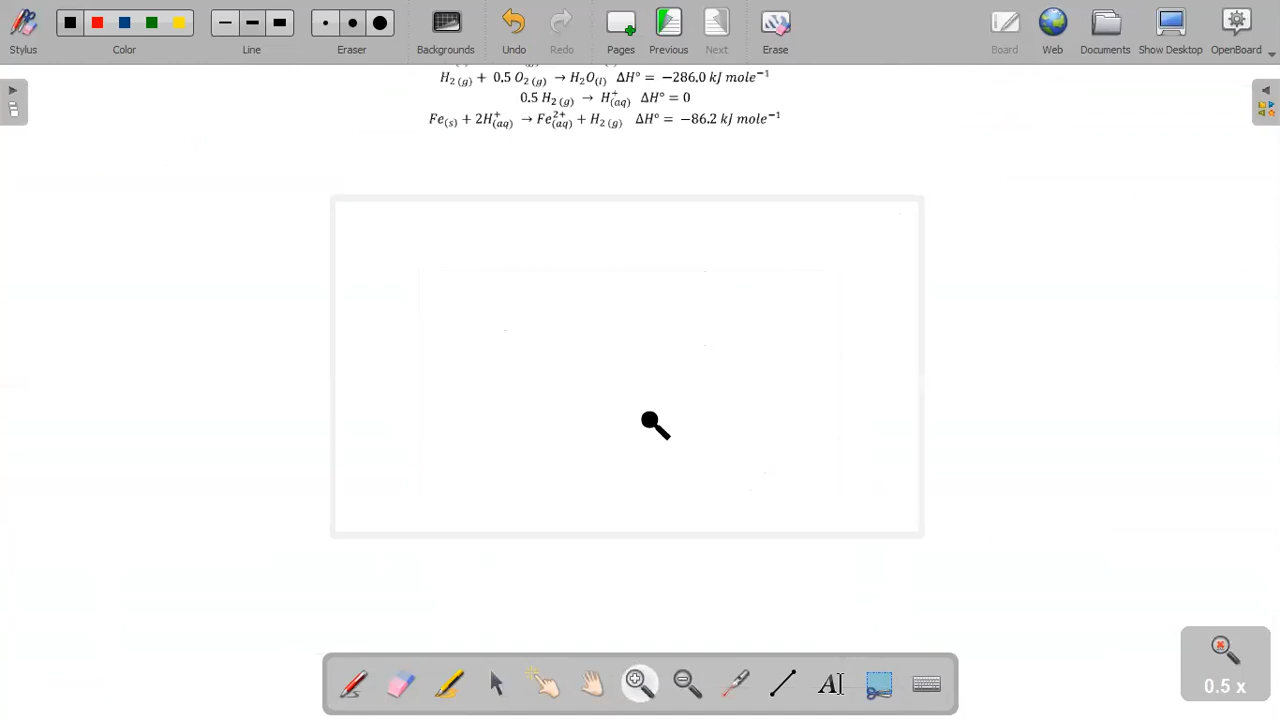 Stylus Color Line Eraser Backgrounds Undo Redo Pages Previous Next Erase Board Web Documents Show Desktop OpenBoard
H₂ (g) + 0.5 O₂ (g) → H₂O(l) ΔH° = −286.0 kJ mole⁻¹
0.5 H₂ (g) → H⁺(aq) ΔH° = 0
Fe(s) + 2H⁺(aq) → Fe²⁺(aq) + H₂ (g) ΔH° = −86.2 kJ mole⁻¹
AI
0.5 x